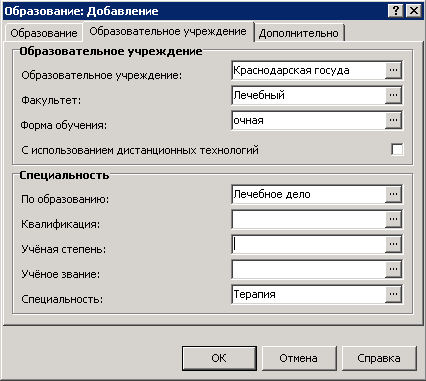 Образование: Добавление
Образование Образовательное учреждение Дополнительно
Образовательное учреждение
Образовательное учреждение: Краснодарская госуда ...
Факультет: Лечебный ...
Форма обучения: очная ...
С использованием дистанционных технологий
Специальность
По образованию: Лечебное дело ...
Квалификация: ...
Учёная степень: ...
Учёное звание: ...
Специальность: Терапия ...
ОК Отмена Справка